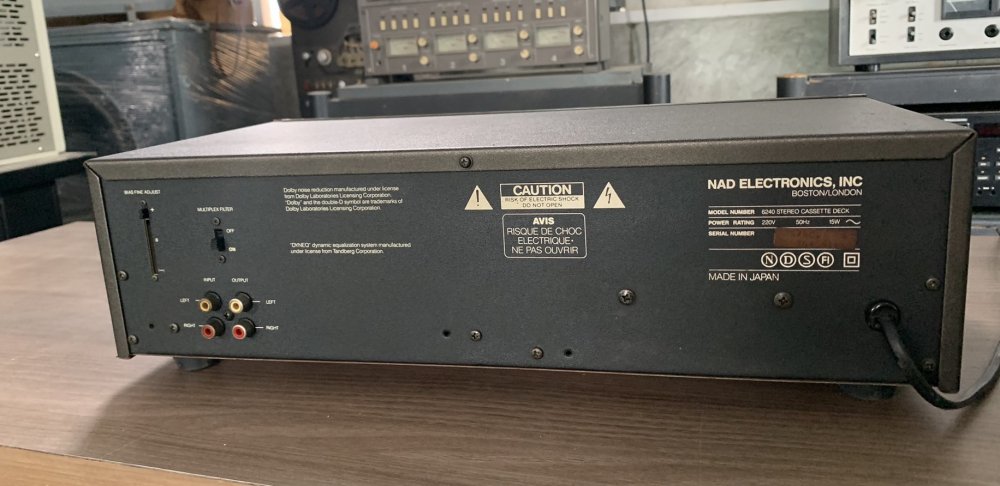 BIAS FINE ADJUST
MULTIPLEX FILTER
OFF
ON
INPUT OUTPUT
LEFT LEFT
RIGHT RIGHT
Dolby noise reduction manufactured under license
from Dolby Laboratories Licensing Corporation.
"Dolby" and the double-D symbol are trademarks of
Dolby Laboratories Licensing Corporation.
"DYNEQ" dynamic equalization system manufactured
under license from Tandberg Corporation.
CAUTION
RISK OF ELECTRIC SHOCK
DO NOT OPEN
AVIS
RISQUE DE CHOC
ELECTRIQUE-
NE PAS OUVRIR
NAD ELECTRONICS, INC
BOSTON/LONDON
MODEL NUMBER 6240 STEREO CASSETTE DECK
POWER RATING 220V 50Hz 15W
SERIAL NUMBER
N D S FI
MADE IN JAPAN